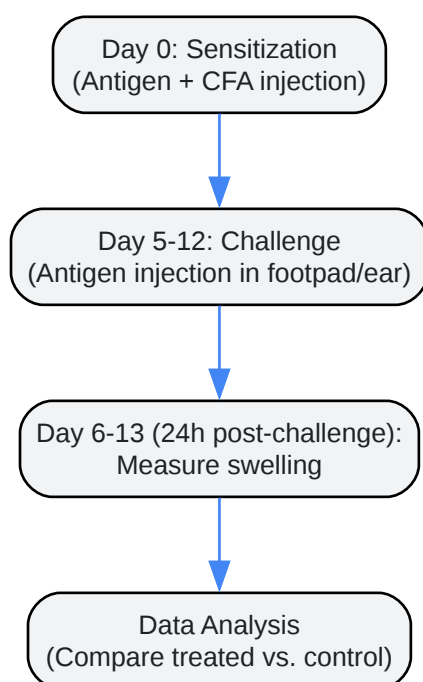 Day 0: Sensitization
(Antigen + CFA injection)
Day 5-12: Challenge
(Antigen injection in footpad/ear)
Day 6-13 (24h post-challenge):
Measure swelling
Data Analysis
(Compare treated vs. control)